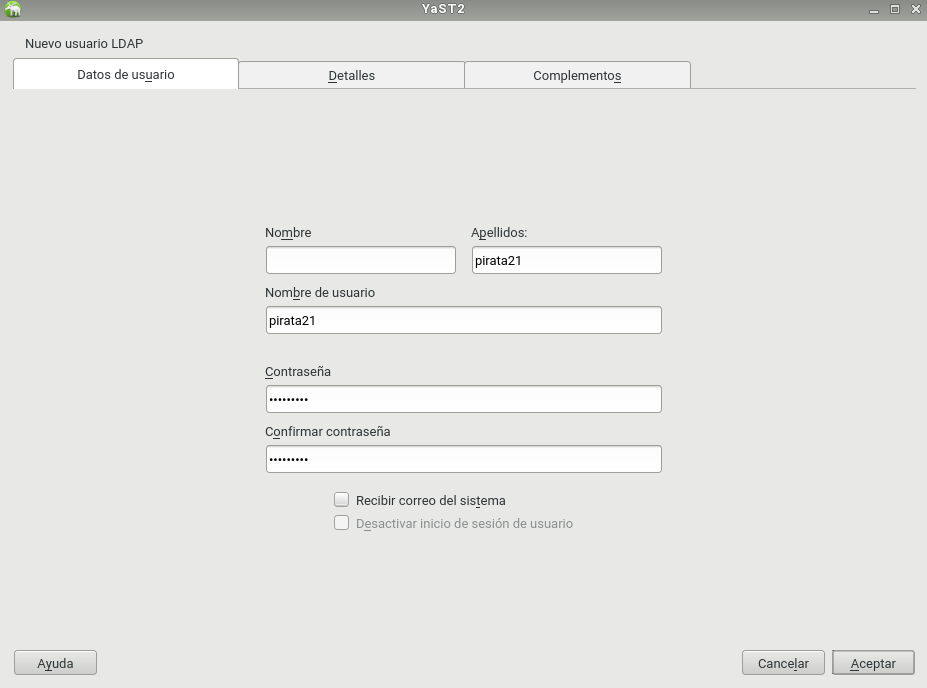 YaST2
Nuevo usuario LDAP
Datos de usuario
Detalles
Complementos
Nombre
Apellidos:
pirata21
Nombre de usuario
pirata21
Contraseña
•••••••••
Confirmar contraseña
•••••••••
Recibir correo del sistema
Desactivar inicio de sesión de usuario
Ayuda
Cancelar
Aceptar